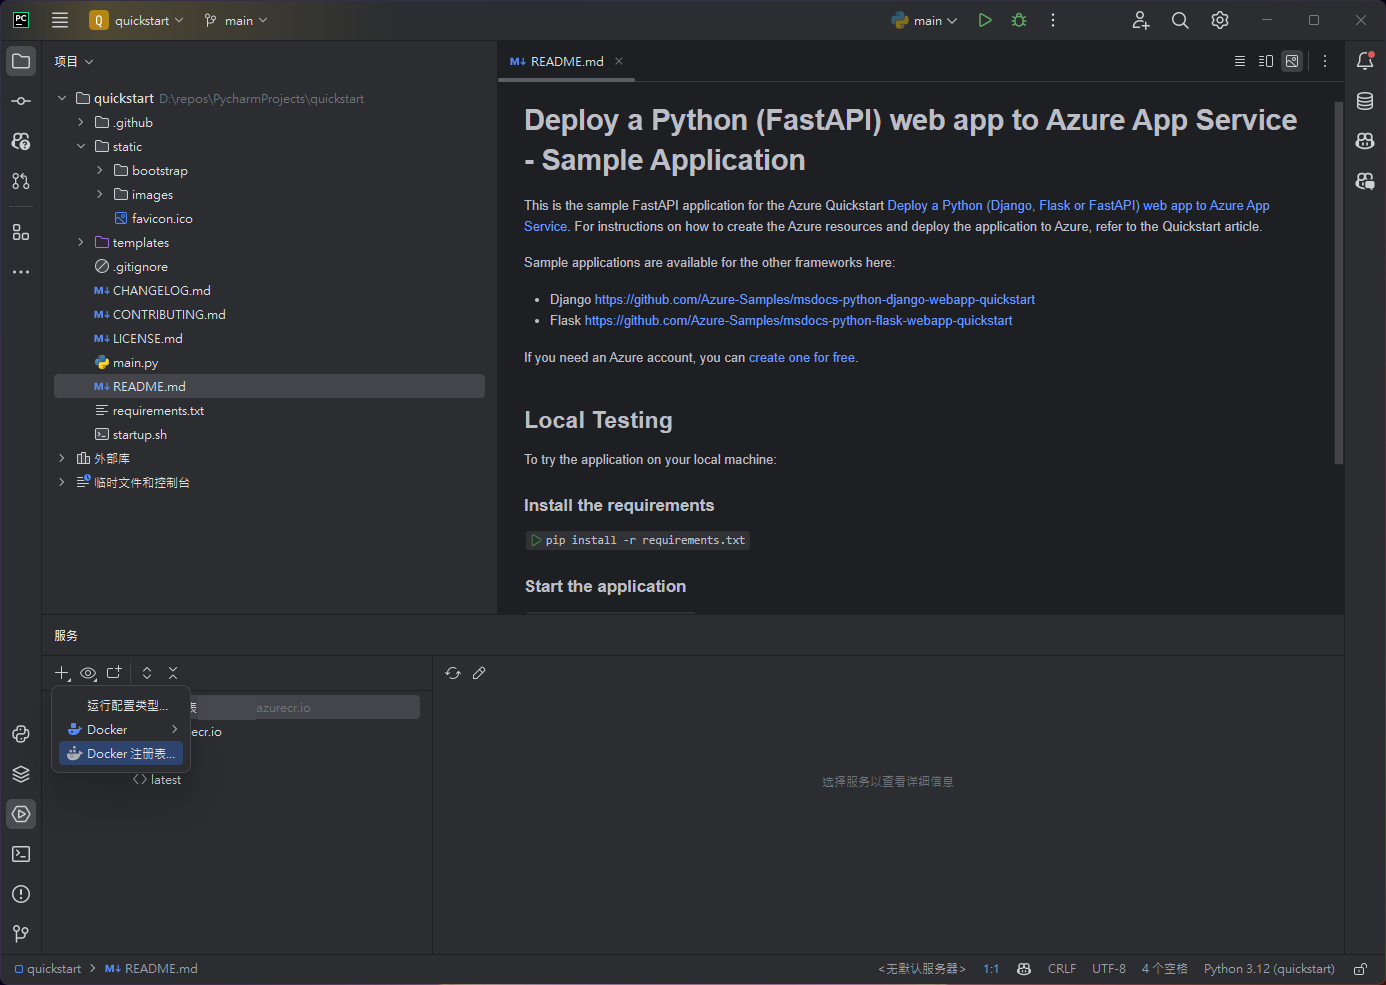 PC
Q quickstart
main
main
项目
quickstart D:\repos\PycharmProjects\quickstart
.github
static
bootstrap
images
favicon.ico
templates
.gitignore
M↓ CHANGELOG.md
M↓ CONTRIBUTING.md
M↓ LICENSE.md
main.py
M↓ README.md
requirements.txt
startup.sh
外部库
临时文件和控制台
M↓ README.md
Deploy a Python (FastAPI) web app to Azure App Service
- Sample Application
This is the sample FastAPI application for the Azure Quickstart Deploy a Python (Django, Flask or FastAPI) web app to Azure App
Service. For instructions on how to create the Azure resources and deploy the application to Azure, refer to the Quickstart article.
Sample applications are available for the other frameworks here:
• Django https://github.com/Azure-Samples/msdocs-python-django-webapp-quickstart
• Flask https://github.com/Azure-Samples/msdocs-python-flask-webapp-quickstart
If you need an Azure account, you can create one for free.
Local Testing
To try the application on your local machine:
Install the requirements
pip install -r requirements.txt
Start the application
服务
运行配置类型...
Docker
Docker 注册表...
表 azurecr.io
ecr.io
latest
选择服务以查看详细信息
quickstart > M↓ README.md
<无默认服务器>
1:1
CRLF
UTF-8
4 个空格
Python 3.12 (quickstart)